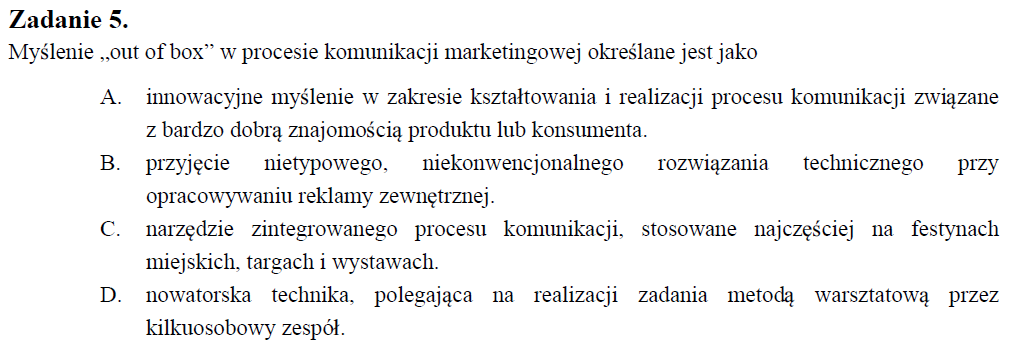 Zadanie 5.
Myślenie „out of box” w procesie komunikacji marketingowej określane jest jako
A. innowacyjne myślenie w zakresie kształtowania i realizacji procesu komunikacji związane
z bardzo dobrą znajomością produktu lub konsumenta.
B. przyjęcie nietypowego, niekonwencjonalnego rozwiązania technicznego przy
opracowywaniu reklamy zewnętrznej.
C. narzędzie zintegrowanego procesu komunikacji, stosowane najczęściej na festynach
miejskich, targach i wystawach.
D. nowatorska technika, polegająca na realizacji zadania metodą warsztatową przez
kilkuosobowy zespół.